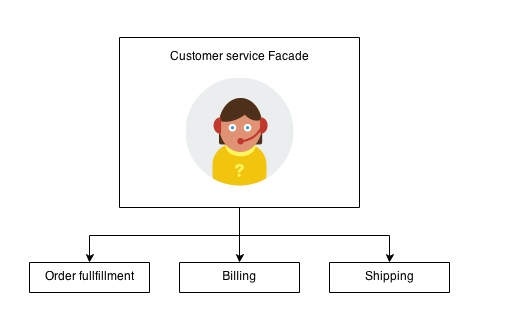 Customer service Facade
?
Order fullfillment
Billing
Shipping